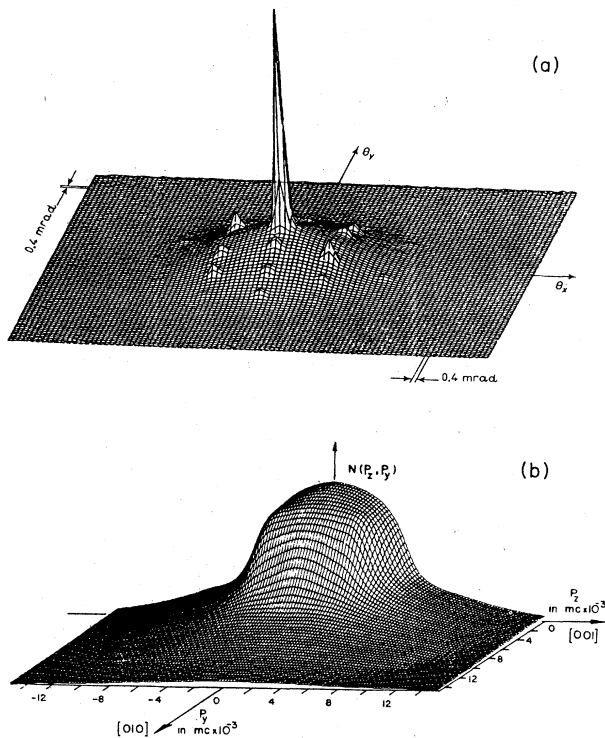 (a)
θy
0.4 mrad
θx
0.4 mrad
N(Pz,Py)
(b)
Pz
in mc×10-3
[001]
0
4
8
12
-12
-8
-4
0
4
8
12
[010]
Py
in mc×10-3